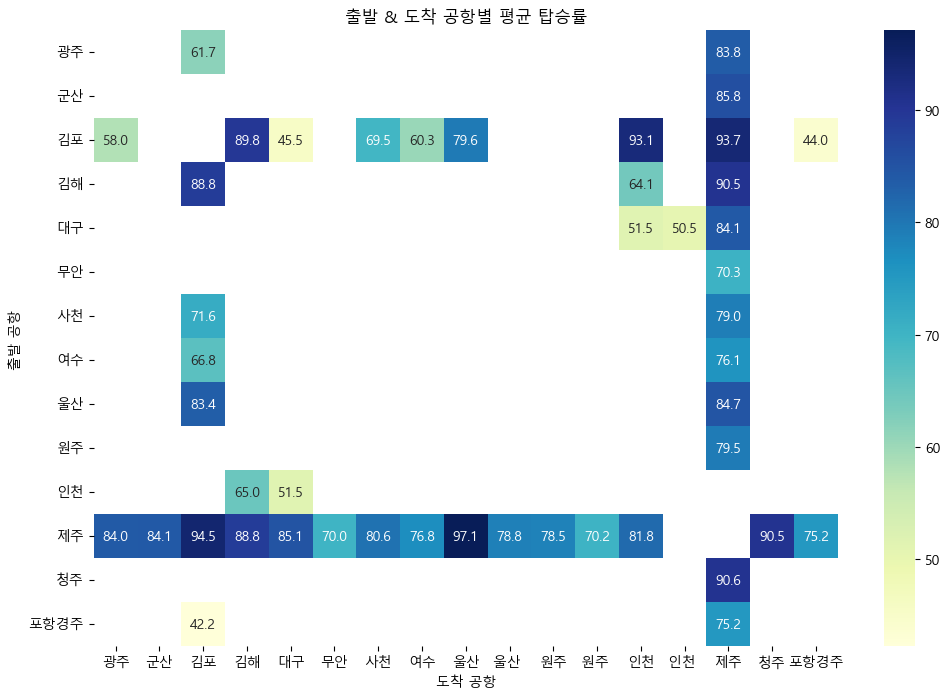 출발 & 도착 공항별 평균 탑승률
출발 공항
광주 61.7 83.8
군산 85.8
김포 58.0 89.8 45.5 69.5 60.3 79.6 93.1 93.7 44.0
김해 88.8 64.1 90.5
대구 51.5 50.5 84.1
무안 70.3
사천 71.6 79.0
여수 66.8 76.1
울산 83.4 84.7
원주 79.5
인천 65.0 51.5
제주 84.0 84.1 94.5 88.8 85.1 70.0 80.6 76.8 97.1 78.8 78.5 70.2 81.8 90.5 75.2
청주 90.6
포항경주 42.2 75.2
광주 군산 김포 김해 대구 무안 사천 여수 울산 울산 원주 원주 인천 인천 제주 청주 포항경주
도착 공항
90
80
70
60
50